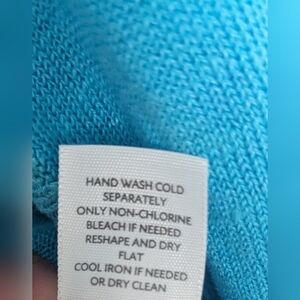 HAND WASH COLD
SEPARATELY
ONLY NON-CHLORINE
BLEACH IF NEEDED
RESHAPE AND DRY
FLAT
COOL IRON IF NEEDED
OR DRY CLEAN